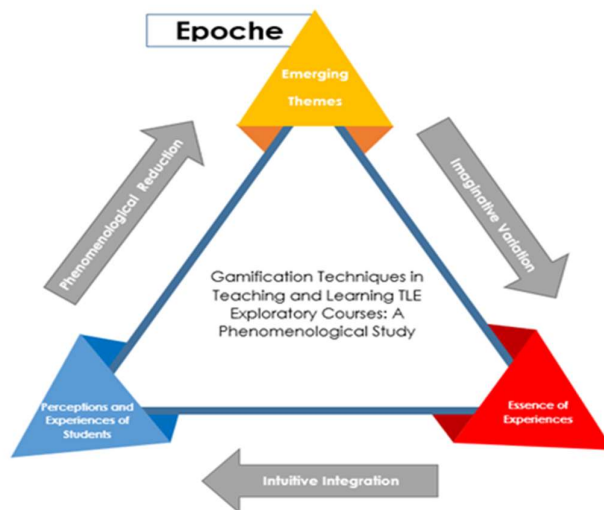 Epoche
Emerging
Themes
Phenomenological Reduction
Imaginative Variation
Gamification Techniques in
Teaching and Learning TLE
Exploratory Courses: A
Phenomenological Study
Perceptions and
Experiences of
Students
Essence of
Experiences
Intuitive Integration